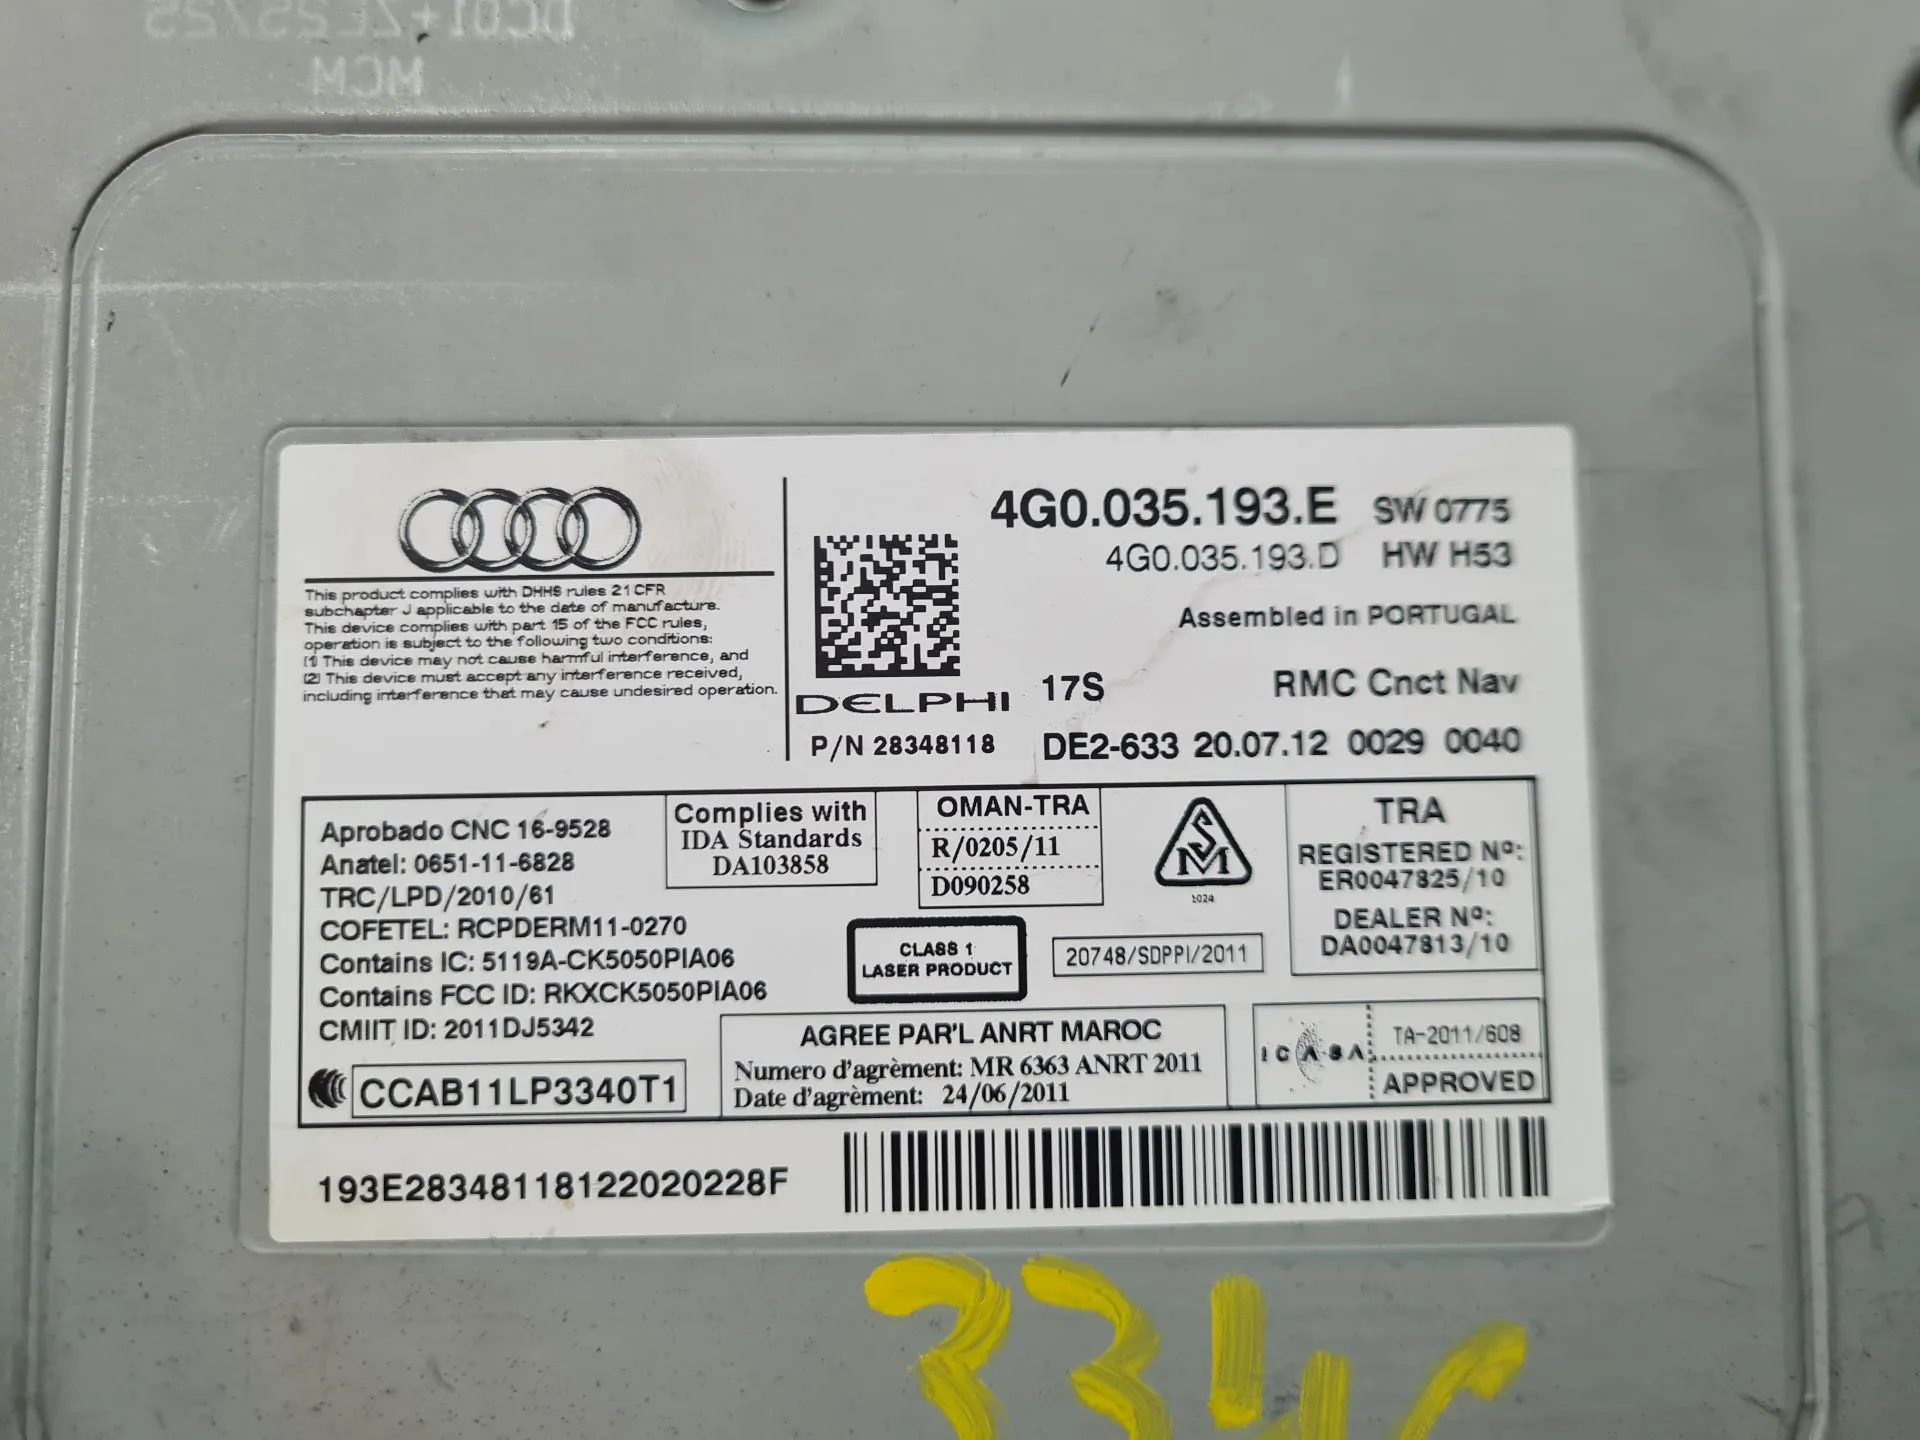 MCM
This product complies with DHHS rules 21 CFR
subchapter J applicable to the date of manufacture.
This device complies with part 15 of the FCC rules,
operation is subject to the following two conditions:
(1) This device may not cause harmful interference, and
(2) This device must accept any interference received,
including interference that may cause undesired operation.
4G0.035.193.E SW 0775
4G0.035.193.D HW H53
Assembled in PORTUGAL
DELPHI 17S RMC Cnct Nav
P/N 28348118 DE2-633 20.07.12 0029 0040
Aprobado CNC 16-9528
Anatel: 0651-11-6828
TRC/LPD/2010/61
COFETEL: RCPDERM11-0270
Contains IC: 5119A-CK5050PIA06
Contains FCC ID: RKXCK5050PIA06
CMIIT ID: 2011DJ5342
CCAB11LP3340T1
Complies with
IDA Standards
DA103858
OMAN-TRA
R/0205/11
D090258
SM
1024
TRA
REGISTERED Nº:
ER0047825/10
DEALER Nº:
DA0047813/10
CLASS 1
LASER PRODUCT
20748/SDPPI/2011
AGREE PAR'L ANRT MAROC
Numero d'agrèment: MR 6363 ANRT 2011
Date d'agrèment: 24/06/2011
ICASA
TA-2011/608
APPROVED
193E28348118122020228F